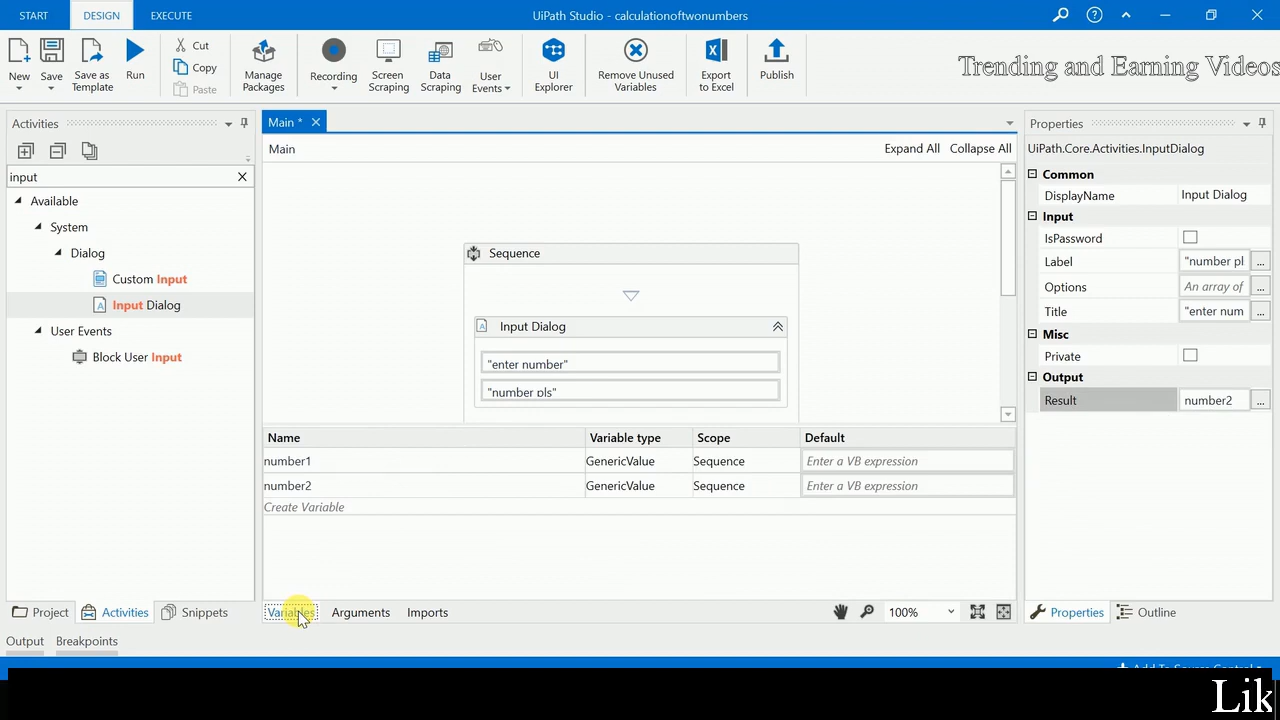 START DESIGN EXECUTE UiPath Studio - calculationoftwonumbers
New Save Save as Template Run Cut Copy Paste Manage Packages Recording Screen Scraping Data Scraping User Events UI Explorer Remove Unused Variables Export to Excel Publish
Trending and Earning Videos
Activities
input
Available
System
Dialog
Custom Input
Input Dialog
User Events
Block User Input
Project Activities Snippets
Main *
Main Expand All Collapse All
Sequence
Input Dialog
"enter number"
"number pls"
Name Variable type Scope Default
number1 GenericValue Sequence Enter a VB expression
number2 GenericValue Sequence Enter a VB expression
Create Variable
Variables Arguments Imports 100%
Properties
UiPath.Core.Activities.InputDialog
Common
DisplayName Input Dialog
Input
IsPassword
Label "number pl ...
Options An array of ...
Title "enter num ...
Misc
Private
Output
Result number2 ...
Properties Outline
Output Breakpoints
Add To Source Control
Lik